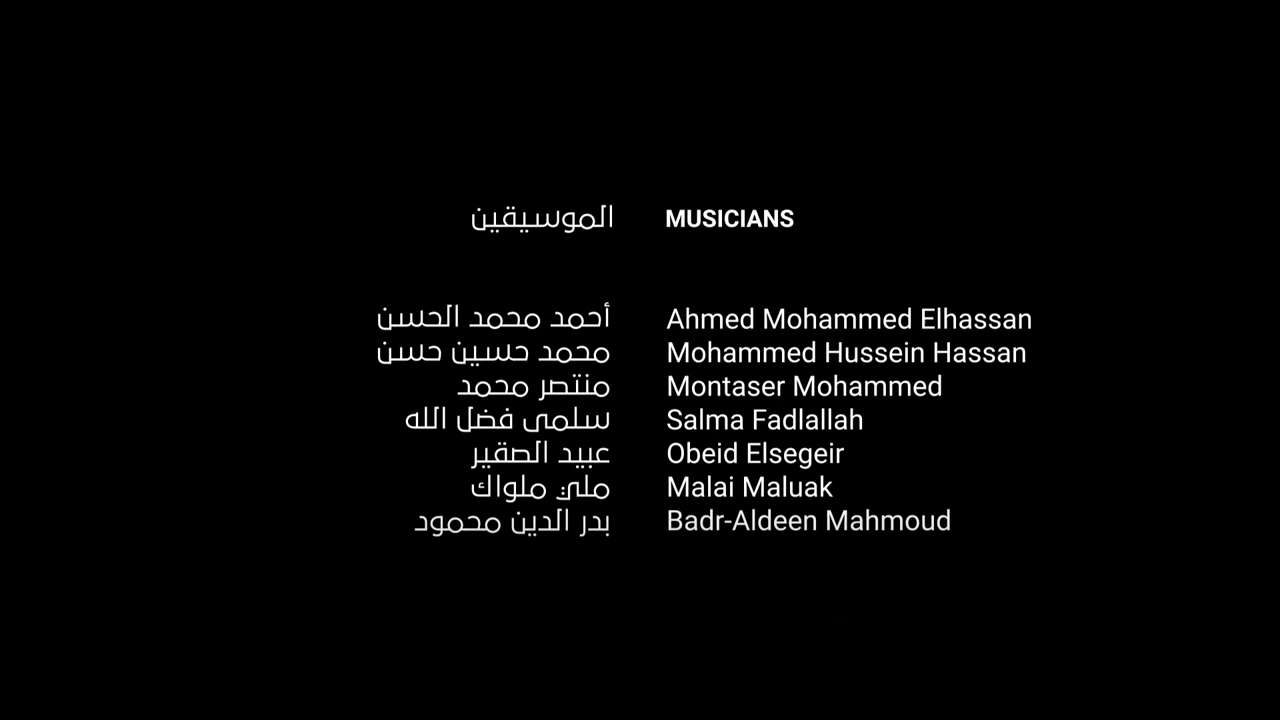 الموسيقين MUSICIANS
أحمد محمد الحسن Ahmed Mohammed Elhassan
محمد حسين حسن Mohammed Hussein Hassan
منتصر محمد Montaser Mohammed
سلمى فضل الله Salma Fadlallah
عبيد الصقير Obeid Elsegeir
ملي ملواك Malai Maluak
بدر الدين محمود Badr-Aldeen Mahmoud